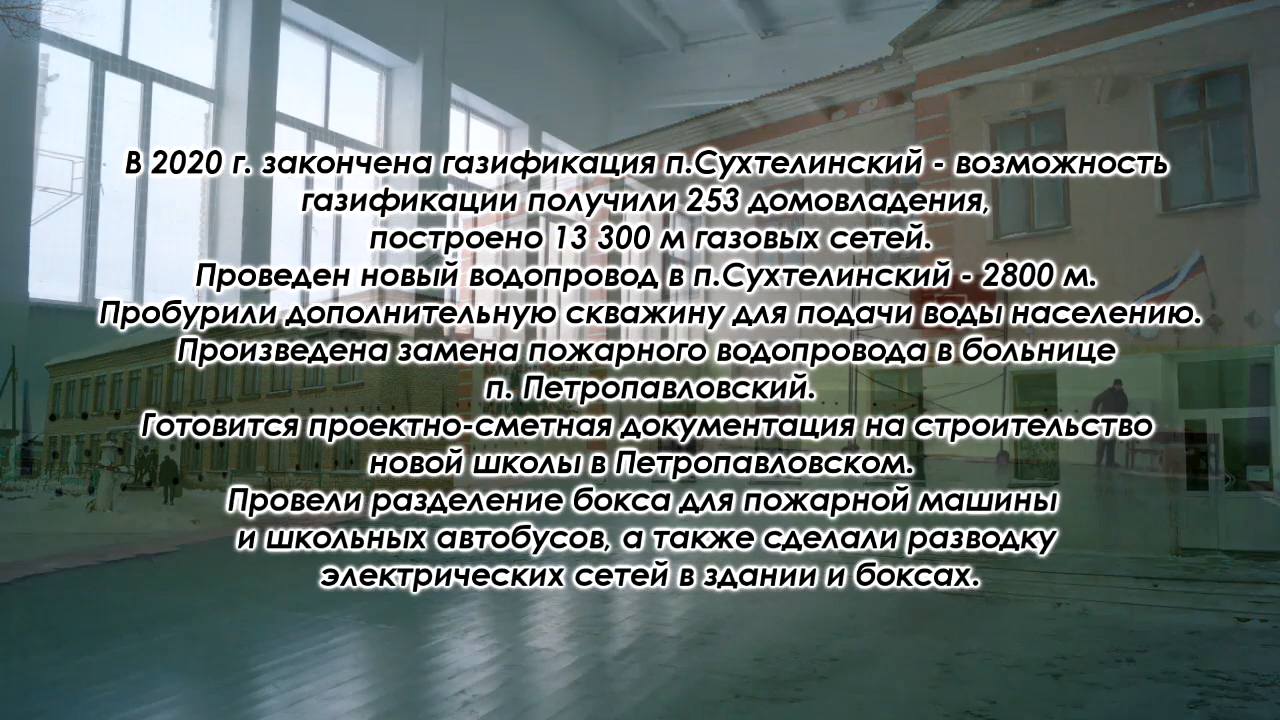 В 2020 г. закончена газификация п.Сухтелинский - возможность
газификации получили 253 домовладения,
построено 13 300 м газовых сетей.
Проведен новый водопровод в п.Сухтелинский - 2800 м.
Пробурили дополнительную скважину для подачи воды населению.
Произведена замена пожарного водопровода в больнице
п. Петропавловский.
Готовится проектно-сметная документация на строительство
новой школы в Петропавловском.
Провели разделение бокса для пожарной машины
и школьных автобусов, а также сделали разводку
электрических сетей в здании и боксах.